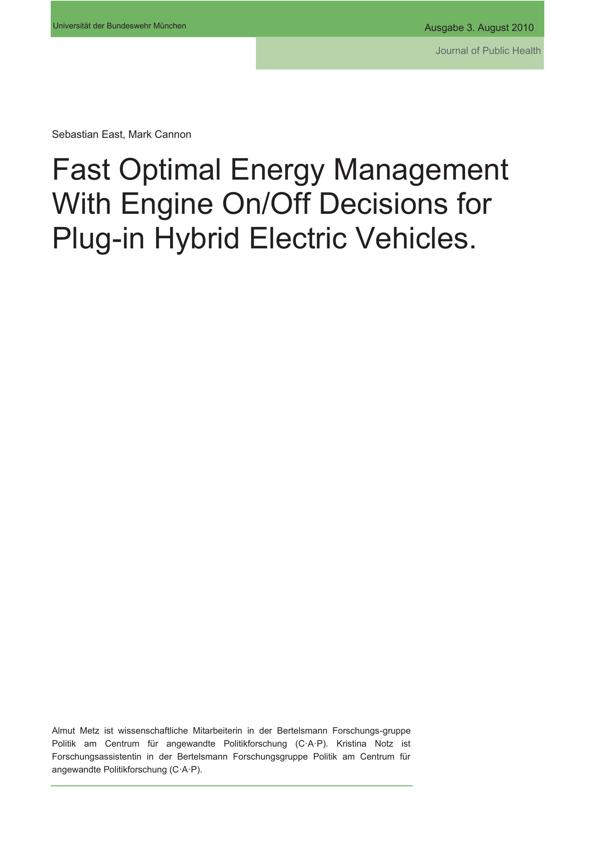 Universität der Bundeswehr München
Ausgabe 3. August 2010
Journal of Public Health
Sebastian East, Mark Cannon
Fast Optimal Energy Management
With Engine On/Off Decisions for
Plug-in Hybrid Electric Vehicles.
Almut Metz ist wissenschaftliche Mitarbeiterin in der Bertelsmann Forschungs-gruppe
Politik am Centrum für angewandte Politikforschung (C·A·P). Kristina Notz ist
Forschungsassistentin in der Bertelsmann Forschungsgruppe Politik am Centrum für
angewandte Politikforschung (C·A·P).